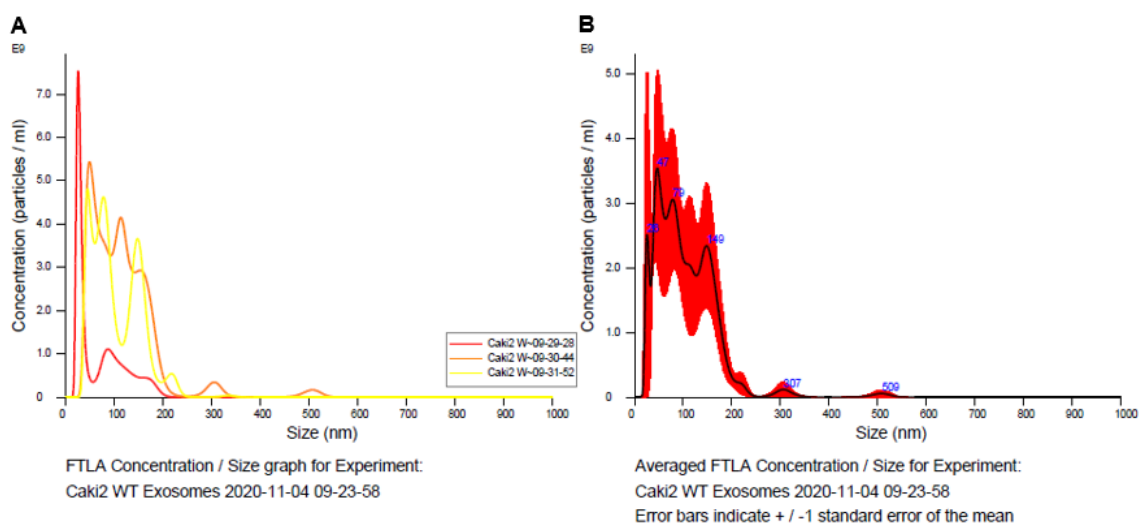 A
E9
Concentration (particles / ml)
7.0
6.0
5.0
4.0
3.0
2.0
1.0
0
0 100 200 300 400 500 600 700 800 900 1000
Size (nm)
Caki2 W~09-29-28
Caki2 W~09-30-44
Caki2 W~09-31-52
FTLA Concentration / Size graph for Experiment:
Caki2 WT Exosomes 2020-11-04 09-23-58
B
E9
Concentration (particles / ml)
5.0
4.0
3.0
2.0
1.0
0
47
79
149
307
509
0 100 200 300 400 500 600 700 800 900 1000
Size (nm)
Averaged FTLA Concentration / Size for Experiment:
Caki2 WT Exosomes 2020-11-04 09-23-58
Error bars indicate + / -1 standard error of the mean